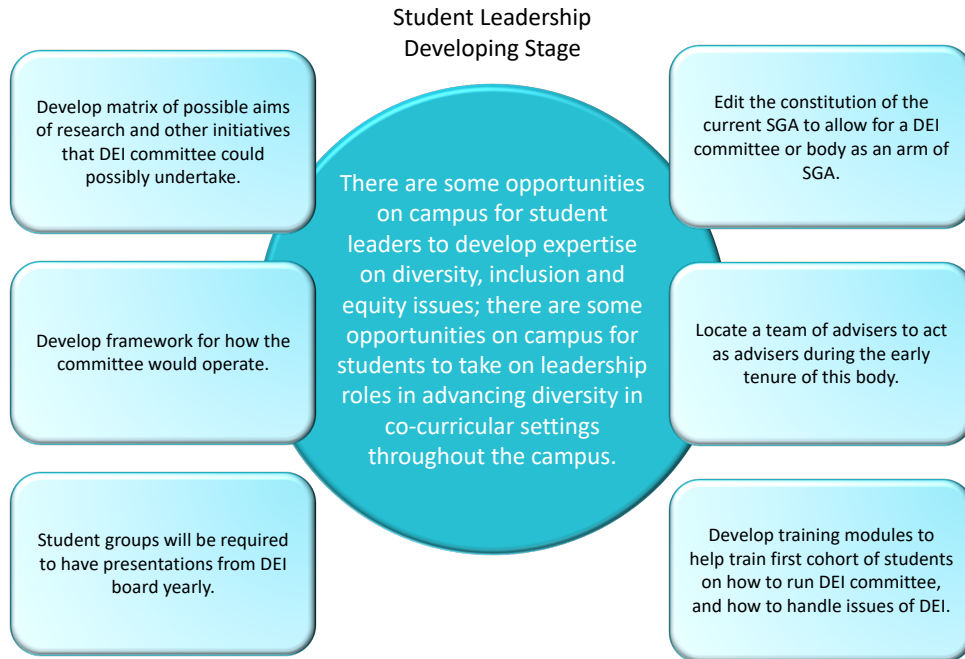 Student Leadership
Developing Stage
Develop matrix of possible aims
of research and other initiatives
that DEI committee could
possibly undertake.
Develop framework for how the
committee would operate.
Student groups will be required
to have presentations from DEI
board yearly.
There are some opportunities
on campus for student
leaders to develop expertise
on diversity, inclusion and
equity issues; there are some
opportunities on campus for
students to take on leadership
roles in advancing diversity in
co-curricular settings
throughout the campus.
Edit the constitution of the
current SGA to allow for a DEI
committee or body as an arm of
SGA.
Locate a team of advisers to act
as advisers during the early
tenure of this body.
Develop training modules to
help train first cohort of students
on how to run DEI committee,
and how to handle issues of DEI.